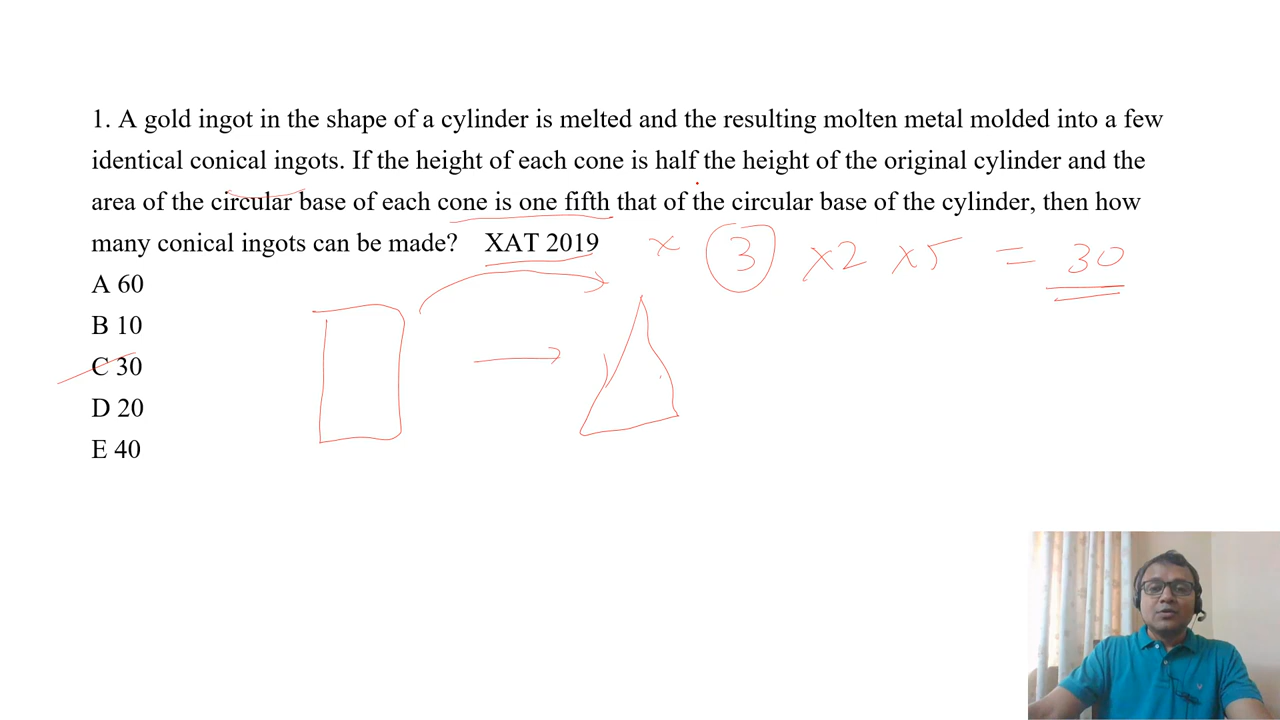 1. A gold ingot in the shape of a cylinder is melted and the resulting molten metal molded into a few
identical conical ingots. If the height of each cone is half the height of the original cylinder and the
area of the circular base of each cone is one fifth that of the circular base of the cylinder, then how
many conical ingots can be made? XAT 2019
× 3 ×2 ×5 = 30
A 60
B 10
C 30
D 20
E 40